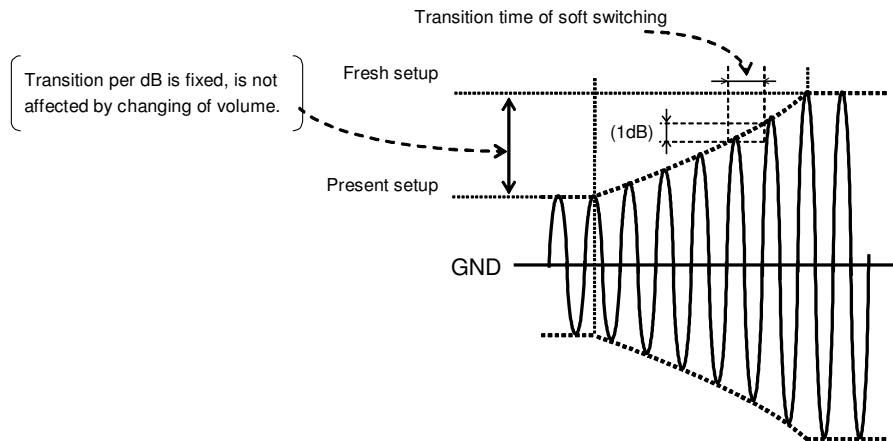 Transition time of soft switching
Transition per dB is fixed, is not
affected by changing of volume.
Fresh setup
(1dB)
Present setup
GND